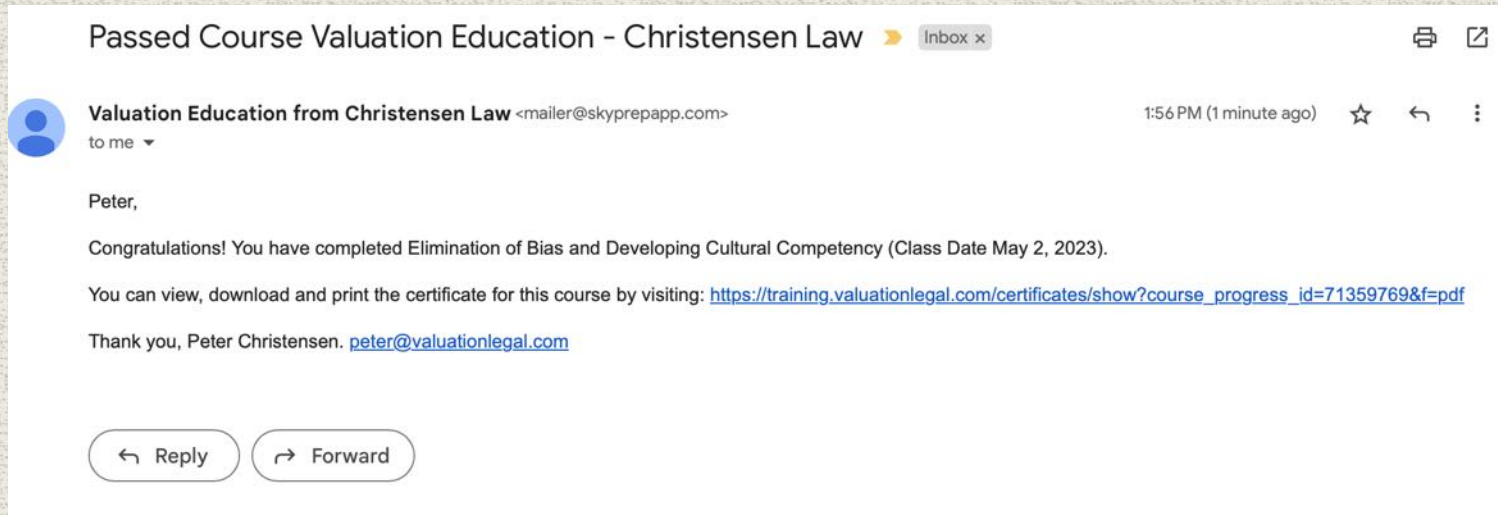 Passed Course Valuation Education - Christensen Law Inbox ×
Valuation Education from Christensen Law <mailer@skyprepapp.com> 1:56 PM (1 minute ago)
to me
Peter,
Congratulations! You have completed Elimination of Bias and Developing Cultural Competency (Class Date May 2, 2023).
You can view, download and print the certificate for this course by visiting: https://training.valuationlegal.com/certificates/show?course_progress_id=71359769&f=pdf
Thank you, Peter Christensen. peter@valuationlegal.com
Reply Forward